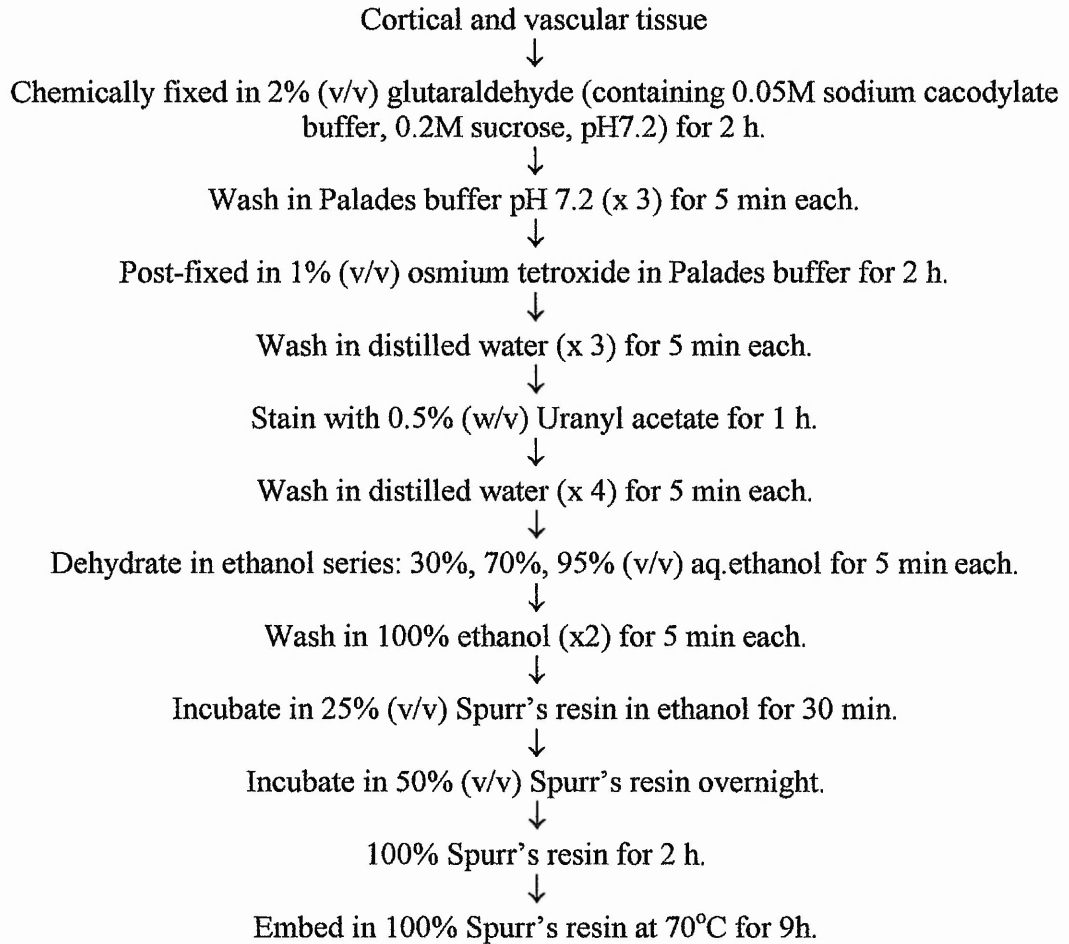 Cortical and vascular tissue
↓
Chemically fixed in 2% (v/v) glutaraldehyde (containing 0.05M sodium cacodylate
buffer, 0.2M sucrose, pH7.2) for 2 h.
↓
Wash in Palades buffer pH 7.2 (x 3) for 5 min each.
↓
Post-fixed in 1% (v/v) osmium tetroxide in Palades buffer for 2 h.
↓
Wash in distilled water (x 3) for 5 min each.
↓
Stain with 0.5% (w/v) Uranyl acetate for 1 h.
↓
Wash in distilled water (x 4) for 5 min each.
↓
Dehydrate in ethanol series: 30%, 70%, 95% (v/v) aq.ethanol for 5 min each.
↓
Wash in 100% ethanol (x2) for 5 min each.
↓
Incubate in 25% (v/v) Spurr’s resin in ethanol for 30 min.
↓
Incubate in 50% (v/v) Spurr’s resin overnight.
↓
100% Spurr’s resin for 2 h.
↓
Embed in 100% Spurr’s resin at 70°C for 9h.